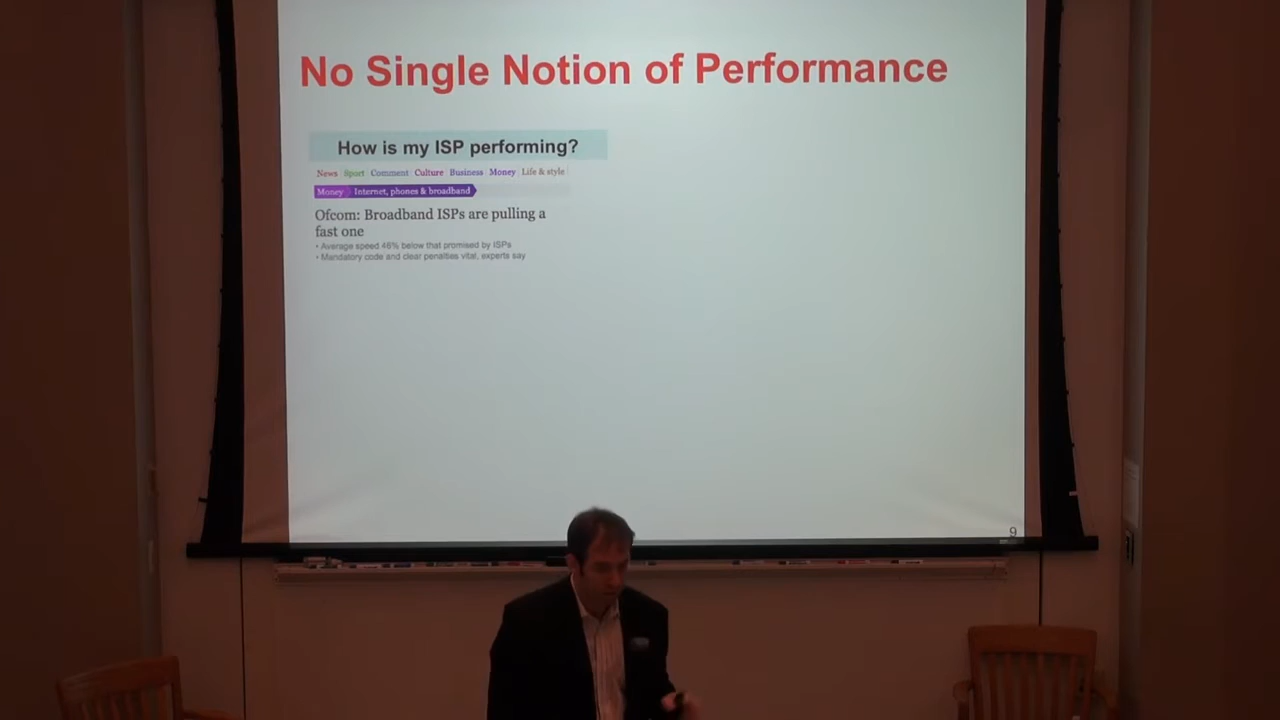 No Single Notion of Performance
How is my ISP performing?
News Sport Comment Culture Business Money Life & style
Money Internet, phones & broadband
Ofcom: Broadband ISPs are pulling a
fast one
• Average speed 46% below that promised by ISPs
• Mandatory code and clear penalties vital, experts say
9